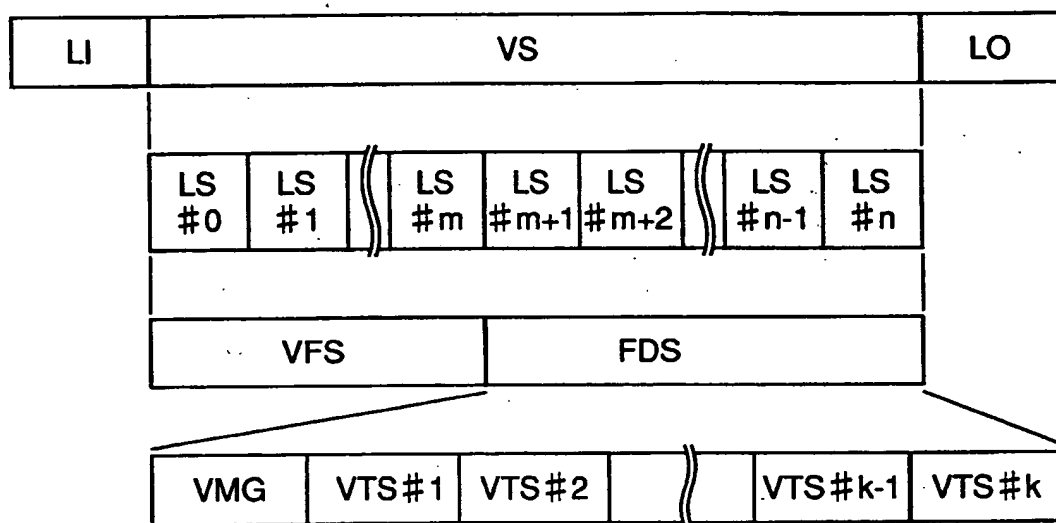 LI VS LO
LS #0 LS #1 LS #m LS #m+1 LS #m+2 LS #n-1 LS #n
VFS FDS
VMG VTS#1 VTS#2 VTS#k-1 VTS#k